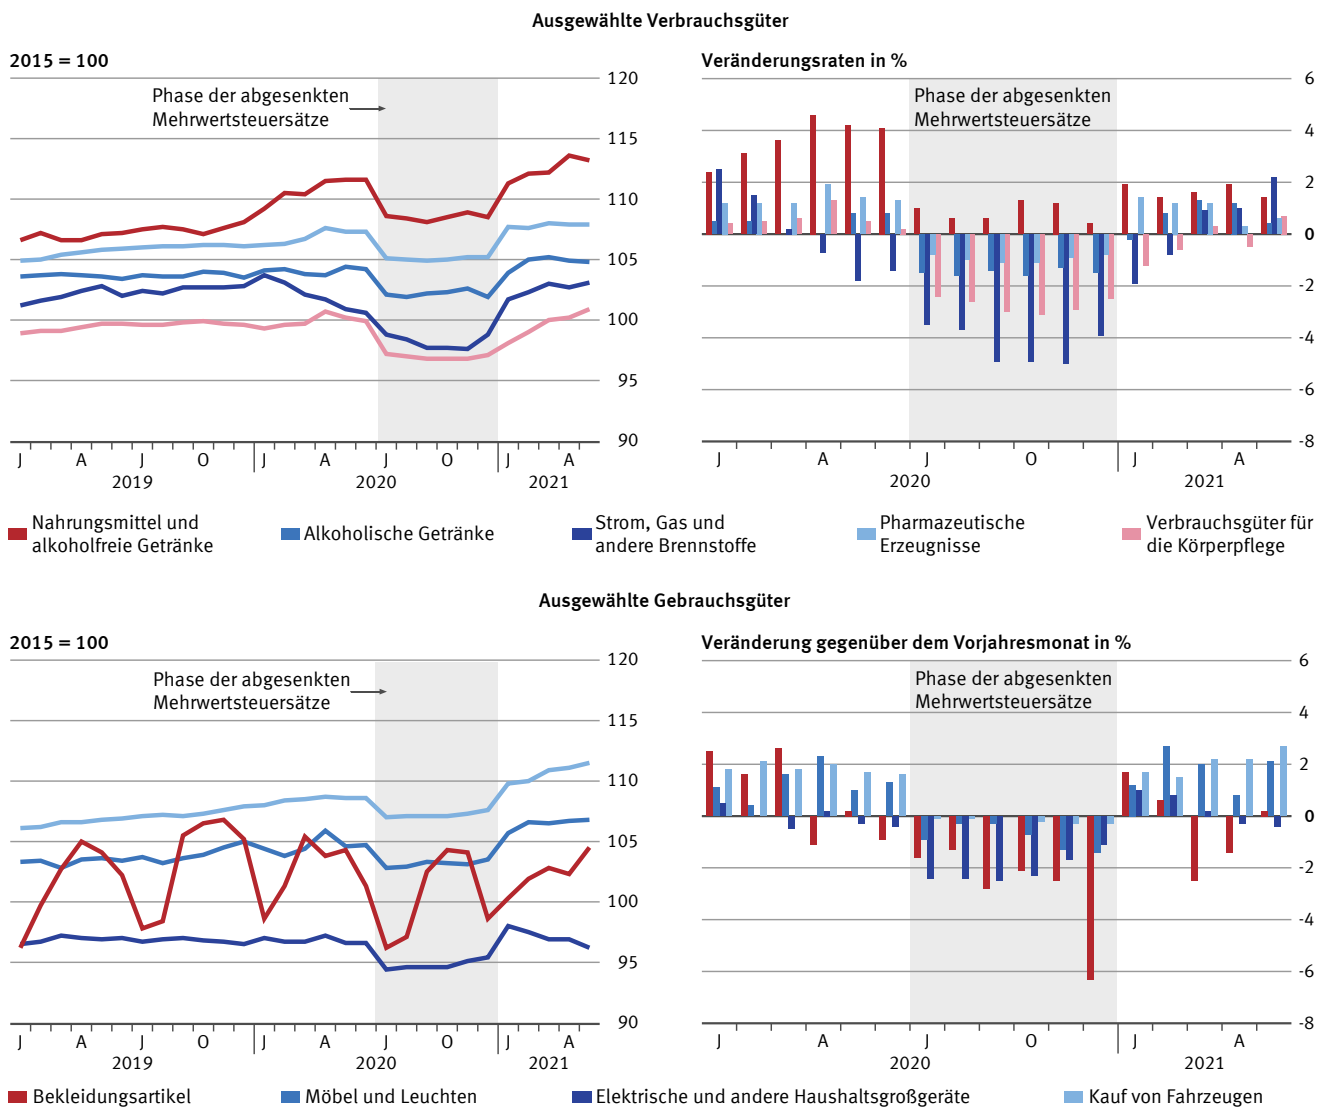 Ausgewählte Verbrauchsgüter
2015 = 100
120
115
110
105
100
95
90
Phase der abgesenkten
Mehrwertsteuersätze
J A J O J A J O J A
2019 2020 2021
Veränderungsraten in %
6
4
2
0
-2
-4
-6
-8
Phase der abgesenkten
Mehrwertsteuersätze
J A J O J A
2020 2021
Nahrungsmittel und
alkoholfreie Getränke
Alkoholische Getränke
Strom, Gas und
andere Brennstoffe
Pharmazeutische
Erzeugnisse
Verbrauchsgüter für
die Körperpflege
Ausgewählte Gebrauchsgüter
2015 = 100
120
115
110
105
100
95
90
Phase der abgesenkten
Mehrwertsteuersätze
J A J O J A J O J A
2019 2020 2021
Veränderung gegenüber dem Vorjahresmonat in %
6
4
2
0
-2
-4
-6
-8
Phase der abgesenkten
Mehrwertsteuersätze
J A J O J A
2020 2021
Bekleidungsartikel
Möbel und Leuchten
Elektrische und andere Haushaltsgroßgeräte
Kauf von Fahrzeugen